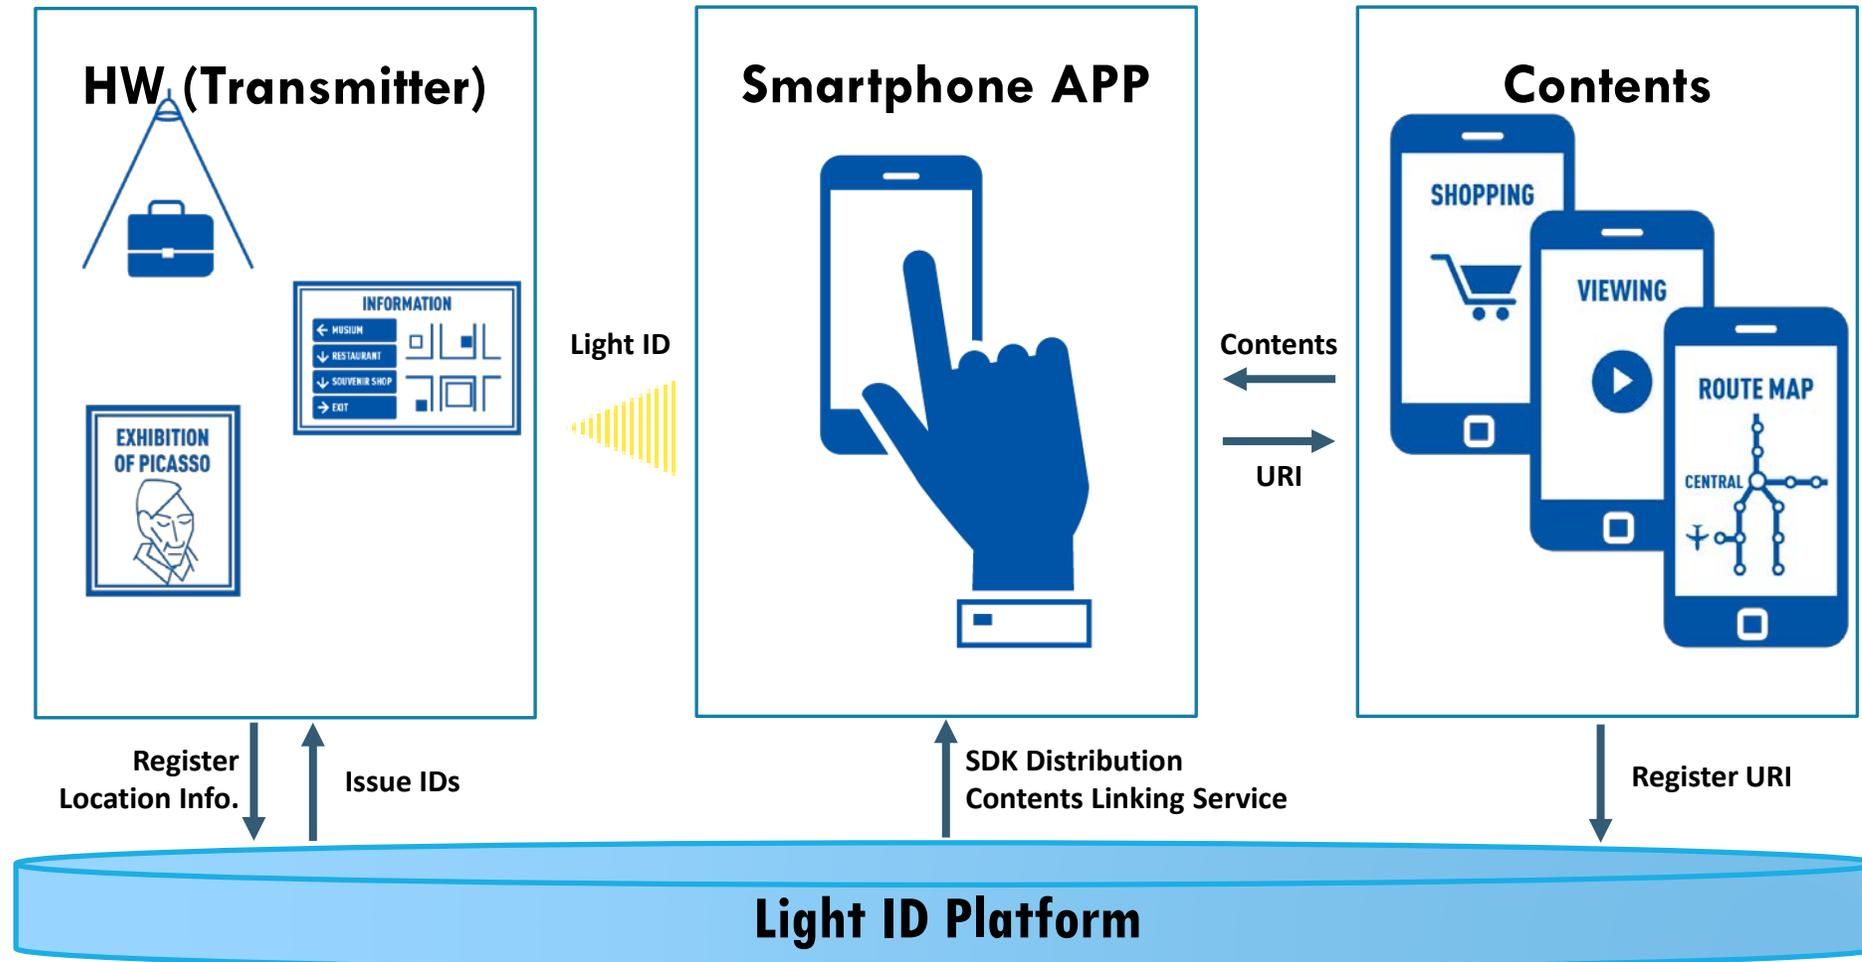 HW (Transmitter)
INFORMATION
MUSIUM
RESTAURANT
SOUVENIR SHOP
EXIT
EXHIBITION
OF PICASSO
Light ID
Smartphone APP
Contents
URI
Contents
SHOPPING
VIEWING
ROUTE MAP
CENTRAL
Register
Location Info.
Issue IDs
SDK Distribution
Contents Linking Service
Register URI
Light ID Platform